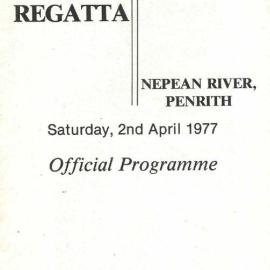 REGATTA
NEPEAN RIVER,
PENRITH
Saturday, 2nd April 1977
Official Programme